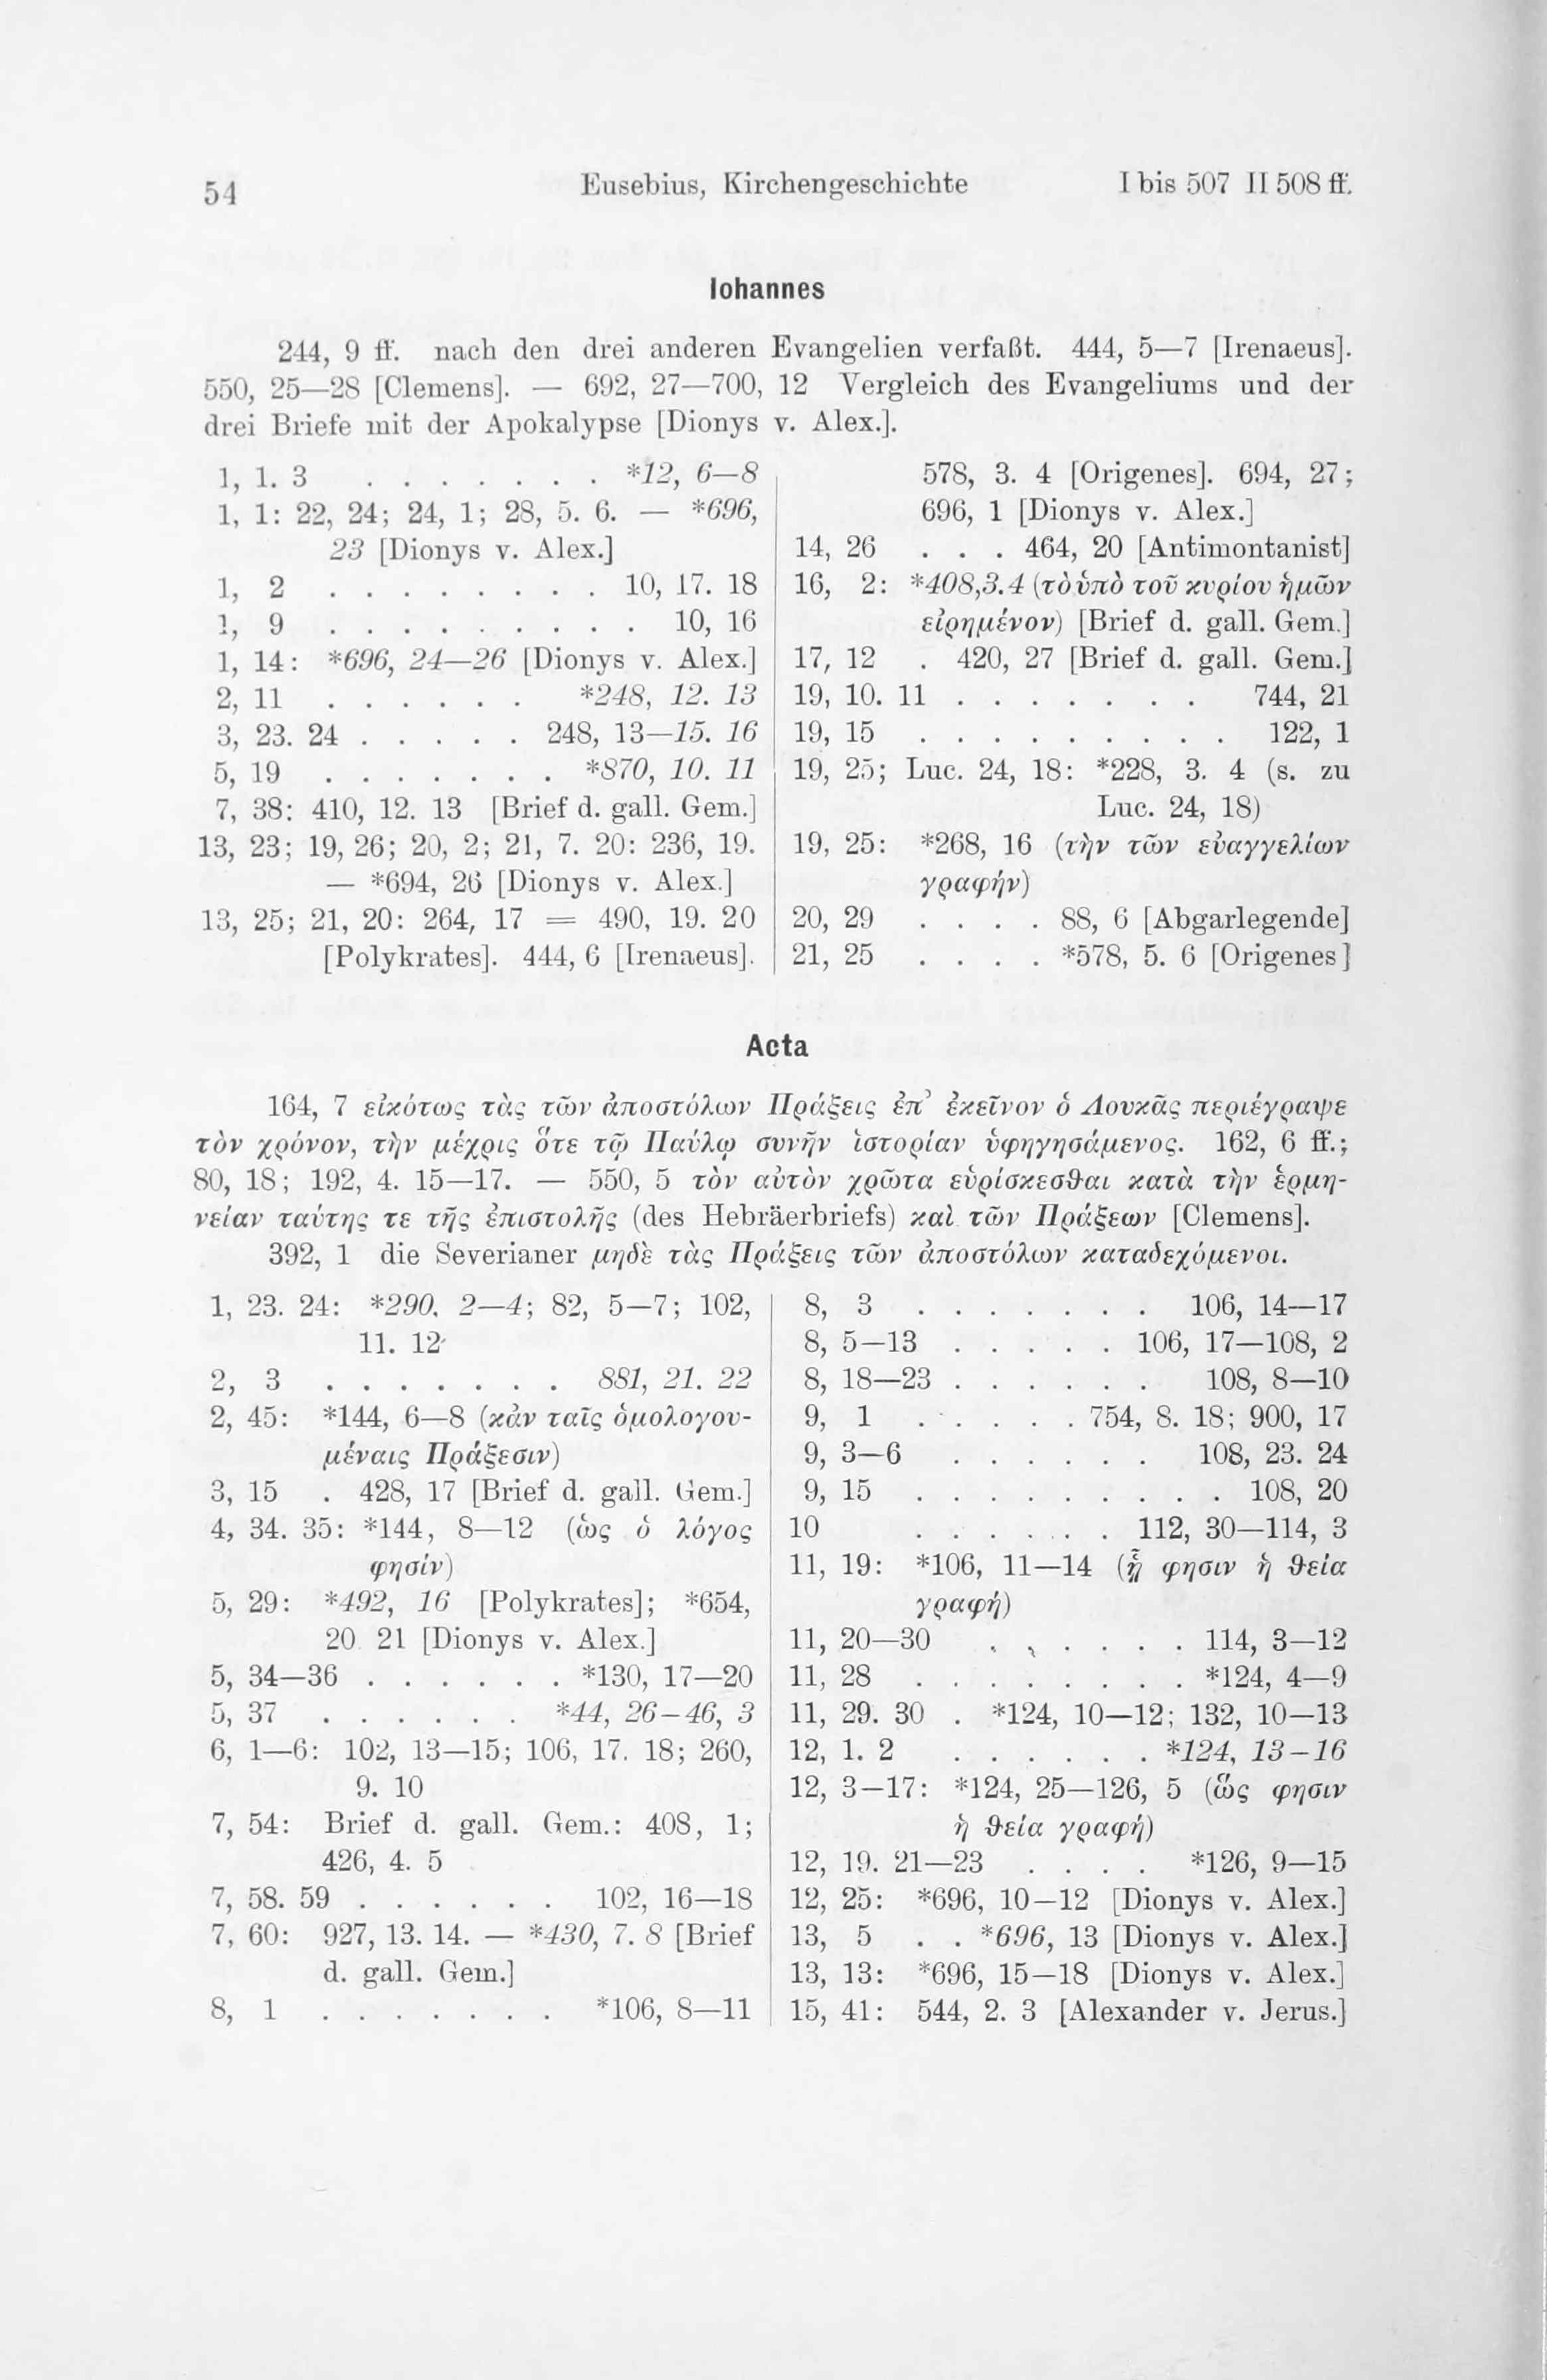 54 Eusebius, Kirchengeschichte I bis 507 II 508 ff.
Iohannes
244, 9 ff. nach den drei anderen Evangelien verfaßt. 444, 5—7 [Irenaeus].
550, 25—28 [Clemens]. — 692, 27—700, 12 Vergleich des Evangeliums und der
drei Briefe mit der Apokalypse [Dionys v. Alex.].
1, 1. 3 . . . . . . . *12, 6—8
1, 1: 22, 24; 24, 1; 28, 5. 6. — *696,
23 [Dionys v. Alex.]
1, 2 . . . . . . . . 10, 17. 18
1, 9 . . . . . . . . . . 10, 16
1, 14: *696, 24—26 [Dionys v. Alex.]
2, 11 . . . . . . *248, 12. 13
3, 23. 24 . . . . . 248, 13—15. 16
5, 19 . . . . . . . *870, 10. 11
7, 38: 410, 12. 13 [Brief d. gall. Gem.]
13, 23; 19, 26; 20, 2; 21, 7. 20: 236, 19.
— *694, 26 [Dionys v. Alex.]
13, 25; 21, 20: 264, 17 = 490, 19. 20
[Polykrates]. 444, 6 [Irenaeus].
578, 3. 4 [Origenes]. 694, 27;
696, 1 [Dionys v. Alex.]
14, 26 . . . 464, 20 [Antimontanist]
16, 2: *408,3.4 (τὸ ὑπὸ τοῦ κυρίου ἡμῶν
εἰρημένον) [Brief d. gall. Gem.]
17, 12 . 420, 27 [Brief d. gall. Gem.]
19, 10. 11 . . . . . . . 744, 21
19, 15 . . . . . . . . . . 122, 1
19, 25; Luc. 24, 18: *228, 3. 4 (s. zu
Luc. 24, 18)
19, 25: *268, 16 (τὴν τῶν εὐαγγελίων
γραφήν)
20, 29 . . . . 88, 6 [Abgarlegende]
21, 25 . . . . *578, 5. 6 [Origenes]
Acta
164, 7 εἰκότως τὰς τῶν ἀποστόλων Πράξεις ἐπ’ ἐκεῖνον ὁ Λουκᾶς περιέγραψε
τὸν χρόνον, τὴν μέχρις ὅτε τῷ Παύλῳ συνῆν ἱστορίαν ὑφηγησάμενος. 162, 6 ff.;
80, 18; 192, 4. 15—17. — 550, 5 τὸν αὐτὸν χρῶτα εὑρίσκεσθαι κατὰ τὴν ἑρμη-
νείαν ταύτης τε τῆς ἐπιστολῆς (des Hebräerbriefs) καὶ τῶν Πράξεων [Clemens].
392, 1 die Severianer μηδὲ τὰς Πράξεις τῶν ἀποστόλων καταδεχόμενοι.
1, 23. 24: *290. 2—4; 82, 5—7; 102,
11. 12
2, 3 . . . . . . . 881, 21. 22
2, 45: *144, 6—8 (κἀν ταῖς ὁμολογου-
μέναις Πράξεσιν)
3, 15 . 428, 17 [Brief d. gall. Gem.]
4, 34. 35: *144, 8—12 (ὡς ὁ λόγος
φησίν)
5, 29: *492, 16 [Polykrates]; *654,
20. 21 [Dionys v. Alex.]
5, 34—36 . . . . . . *130, 17—20
5, 37 . . . . . . *44, 26–46, 3
6, 1—6: 102, 13—15; 106, 17. 18; 260,
9. 10
7, 54: Brief d. gall. Gem.: 408, 1;
426, 4. 5
7, 58. 59 . . . . . . 102, 16—18
7, 60: 927, 13. 14. — *430, 7. 8 [Brief
d. gall. Gem.]
8, 1 . . . . . . . *106, 8—11
8, 3 . . . . . . . 106, 14—17
8, 5—13 . . . . . 106, 17—108, 2
8, 18—23 . . . . . . 108, 8—10
9, 1 . . . . . 754, 8. 18; 900, 17
9, 3—6 . . . . . . 108, 23. 24
9, 15 . . . . . . . . . . 108, 20
10 . . . . . . 112, 30—114, 3
11, 19: *106, 11—14 (ᾗ φησιν ἡ θεία
γραφή)
11, 20—30 . . . . . . 114, 3—12
11, 28 . . . . . . . . *124, 4—9
11, 29. 30 . *124, 10—12; 132, 10—13
12, 1. 2 . . . . . . *124, 13–16
12, 3—17: *124, 25—126, 5 (ὥς φησιν
ἡ θεία γραφή)
12, 19. 21—23 . . . . *126, 9—15
12, 25: *696, 10—12 [Dionys v. Alex.]
13, 5 . . *696, 13 [Dionys v. Alex.]
13, 13: *696, 15—18 [Dionys v. Alex.]
15, 41: 544, 2. 3 [Alexander v. Jerus.]